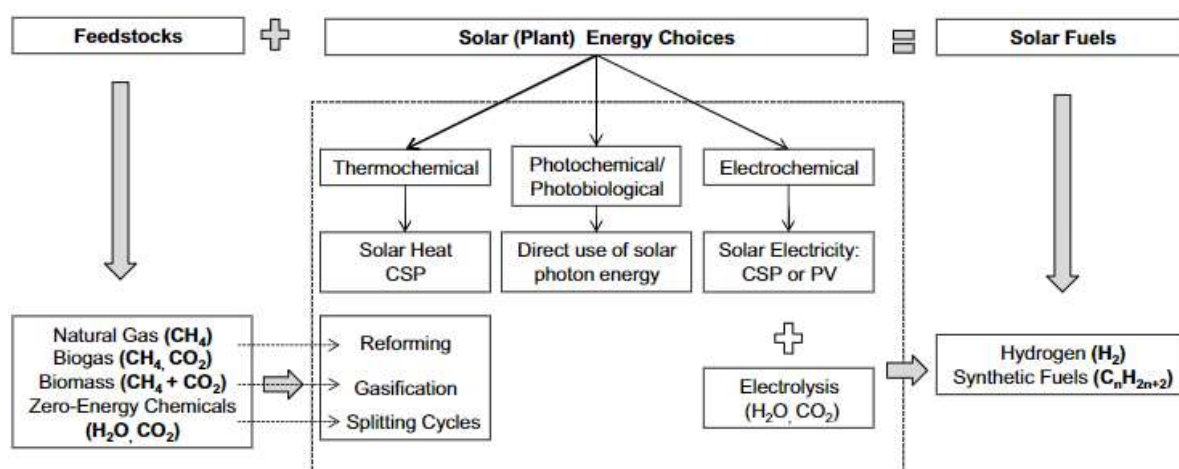 Feedstocks
Solar (Plant) Energy Choices
Solar Fuels
Thermochemical
Photochemical/
Photobiological
Electrochemical
Solar Heat
CSP
Direct use of solar
photon energy
Solar Electricity:
CSP or PV
Natural Gas (CH₄)
Biogas (CH₄, CO₂)
Biomass (CH₄ + CO₂)
Zero-Energy Chemicals
(H₂O, CO₂)
Reforming
Gasification
Splitting Cycles
Electrolysis
(H₂O, CO₂)
Hydrogen (H₂)
Synthetic Fuels (CₙH₂ₙ₊₂)